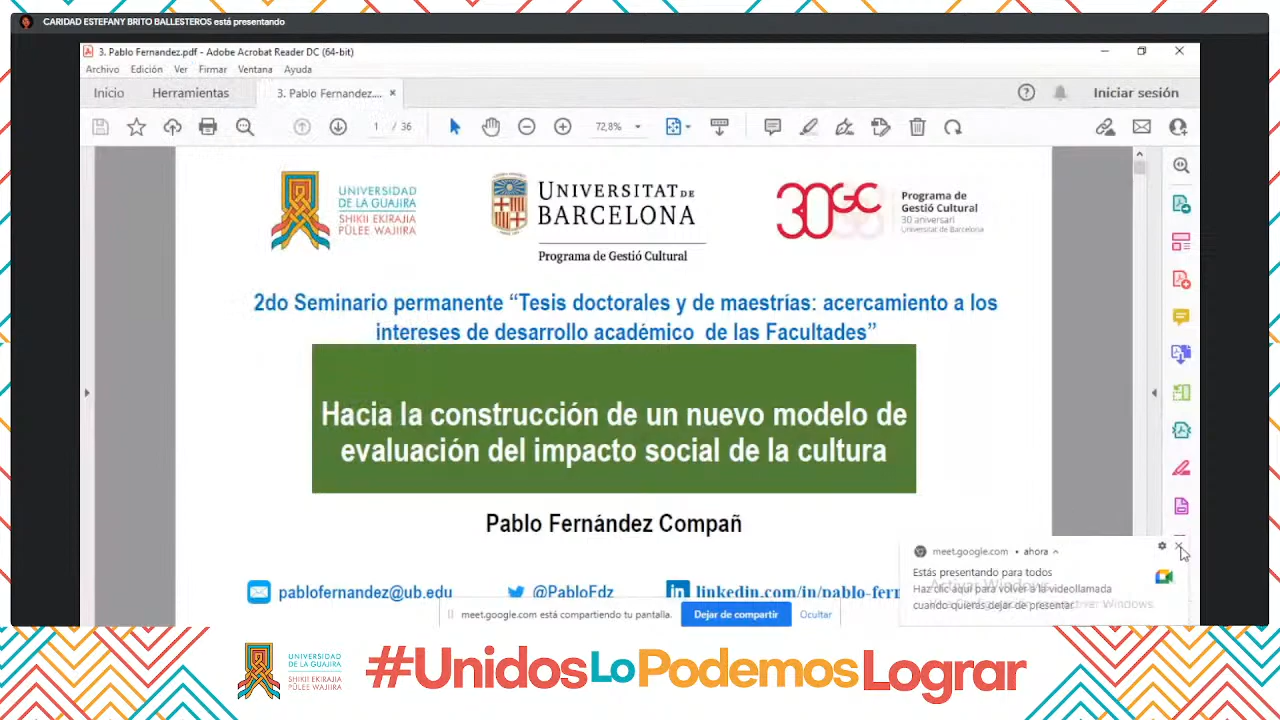 CARIDAD ESTEFANY BRITO BALLESTEROS está presentando
3. Pablo Fernandez.pdf - Adobe Acrobat Reader DC (64-bit)
Archivo Edición Ver Firmar Ventana Ayuda
Inicio Herramientas 3. Pablo Fernandez.... × Iniciar sesión
1 / 36 72,8%
UNIVERSIDAD
DE LA GUAJIRA
SHIKII EKIRAJIA
PÜLEE WAJIIRA
UNIVERSITAT DE
BARCELONA
Programa de Gestió Cultural
30GC
Programa de
Gestió Cultural
30 aniversari
Universitat de Barcelona
2do Seminario permanente “Tesis doctorales y de maestrías: acercamiento a los
intereses de desarrollo académico de las Facultades”
Hacia la construcción de un nuevo modelo de
evaluación del impacto social de la cultura
Pablo Fernández Compañ
pablofernandez@ub.edu @PabloFdz linkedin.com/in/pablo-ferr
meet.google.com • ahora
Estás presentando para todos
Haz clic aquí para volver a la videollamada
cuando quieras dejar de presentar.
Activar Windows
meet.google.com está compartiendo tu pantalla. Dejar de compartir Ocultar
UNIVERSIDAD
DE LA GUAJIRA
SHIKII EKIRAJIA
PÜLEE WAJIIRA
#UnidosLoPodemosLograr